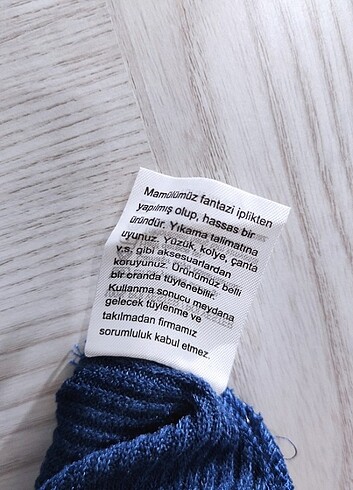 Mamülümüz fantazi iplikten
yapılmış olup, hassas bir
üründür. Yıkama talimatına
uyunuz. Yüzük, kolye, çanta
v.s. gibi aksesuarlardan
koruyunuz. Ürünümüz belli
bir oranda tüylenebilir.
Kullanma sonucu meydana
gelecek tüylenme ve
takılmadan firmamız
sorumluluk kabul etmez.